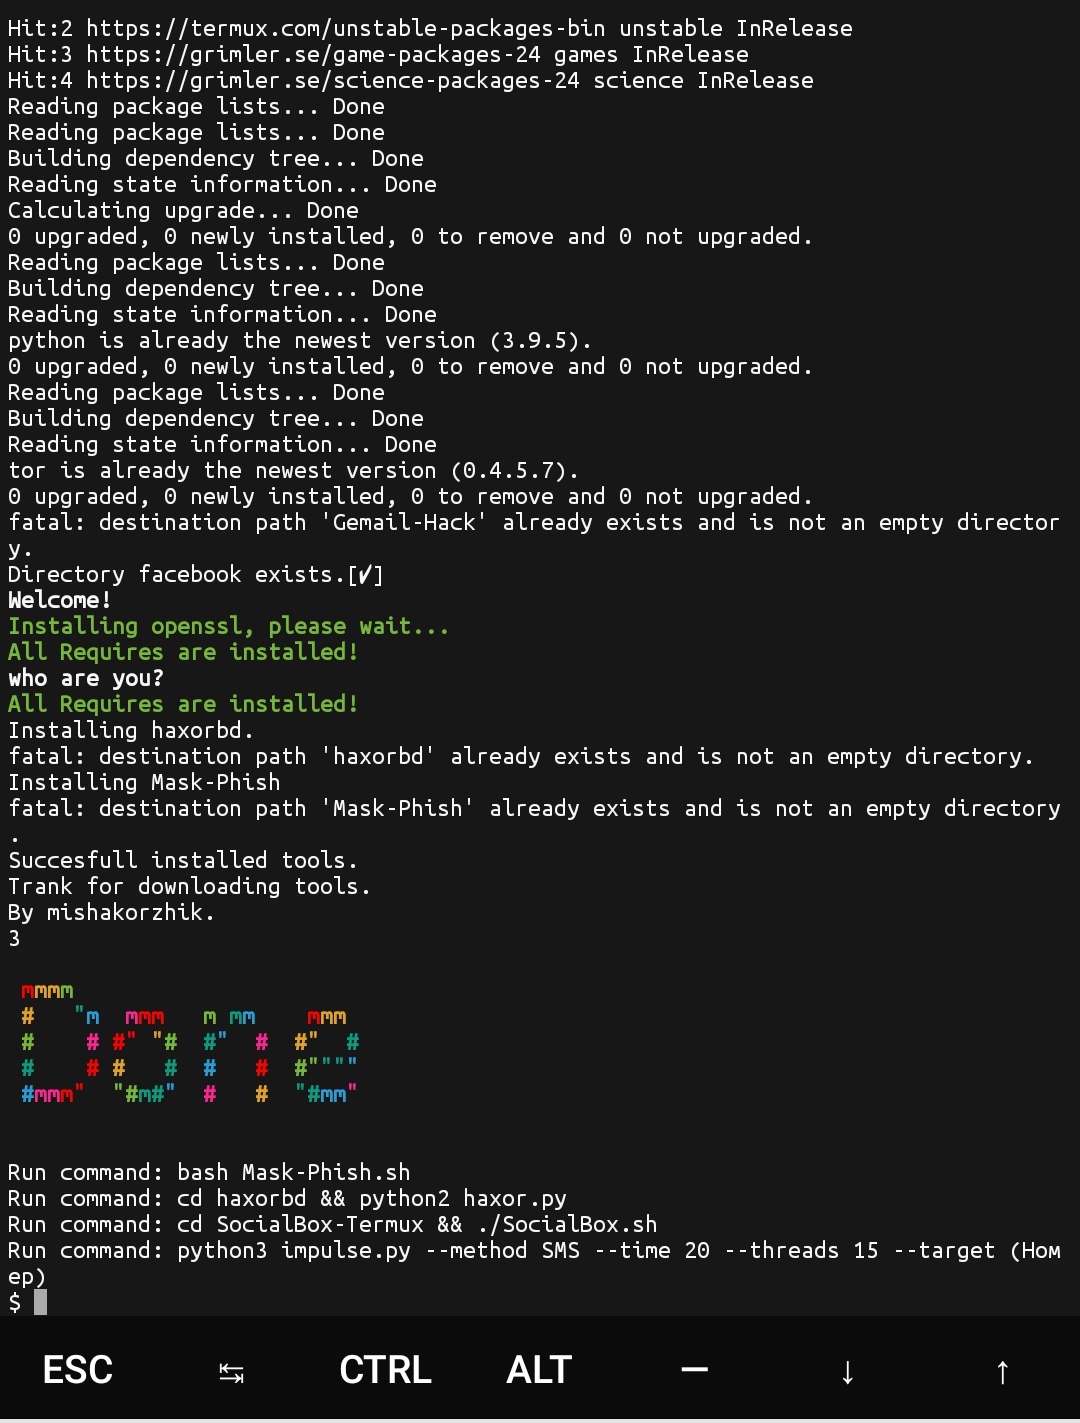 Hit:2 https://termux.com/unstable-packages-bin unstable InRelease
Hit:3 https://grimler.se/game-packages-24 games InRelease
Hit:4 https://grimler.se/science-packages-24 science InRelease
Reading package lists... Done
Reading package lists... Done
Building dependency tree... Done
Reading state information... Done
Calculating upgrade... Done
0 upgraded, 0 newly installed, 0 to remove and 0 not upgraded.
Reading package lists... Done
Building dependency tree... Done
Reading state information... Done
python is already the newest version (3.9.5).
0 upgraded, 0 newly installed, 0 to remove and 0 not upgraded.
Reading package lists... Done
Building dependency tree... Done
Reading state information... Done
tor is already the newest version (0.4.5.7).
0 upgraded, 0 newly installed, 0 to remove and 0 not upgraded.
fatal: destination path 'Gemail-Hack' already exists and is not an empty director
y.
Directory facebook exists.[✔]
Welcome!
Installing openssl, please wait...
All Requires are installed!
who are you?
All Requires are installed!
Installing haxorbd.
fatal: destination path 'haxorbd' already exists and is not an empty directory.
Installing Mask-Phish
fatal: destination path 'Mask-Phish' already exists and is not an empty directory
.
Succesfull installed tools.
Trank for downloading tools.
By mishakorzhik.
3
Done
Run command: bash Mask-Phish.sh
Run command: cd haxorbd && python2 haxor.py
Run command: cd SocialBox-Termux && ./SocialBox.sh
Run command: python3 impulse.py --method SMS --time 20 --threads 15 --target (Ном
ер)
$
ESC ↹ CTRL ALT — ↓ ↑